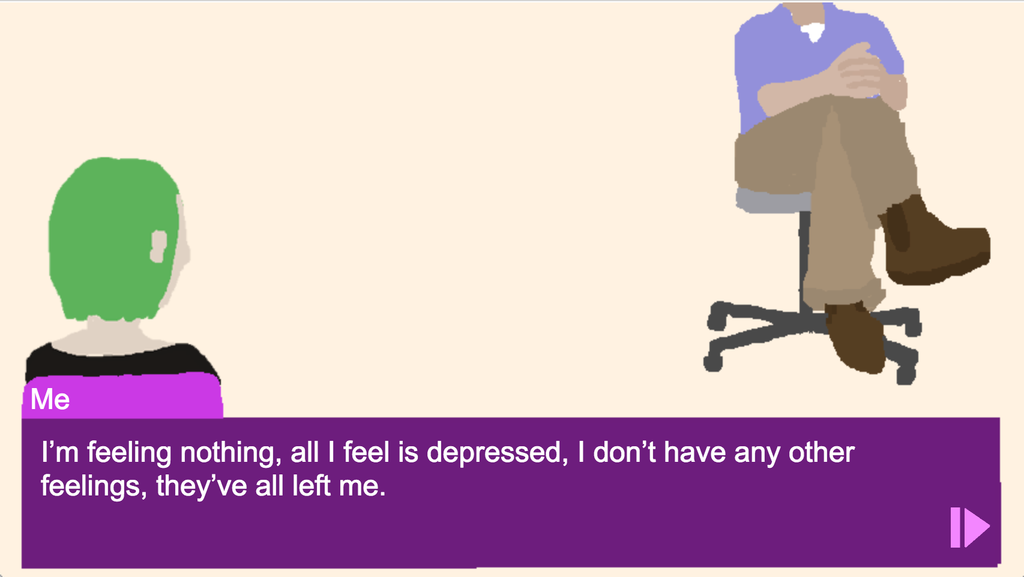 Me
I’m feeling nothing, all I feel is depressed, I don’t have any other
feelings, they’ve all left me.